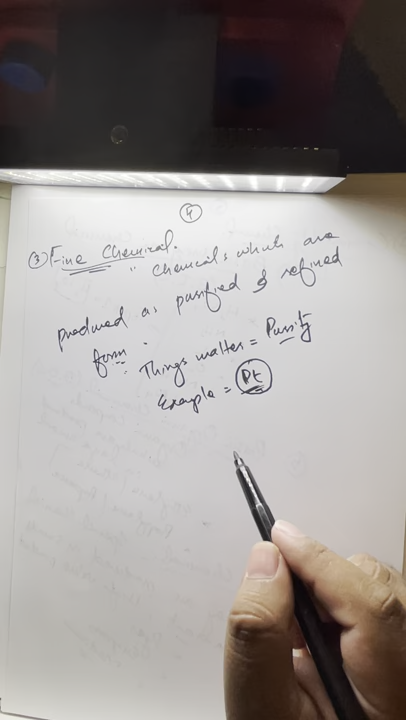 4
③ Fine Chemical.
" Chemicals which are
produced as purified & refined
form.
Things matter = Purity
Example = Pt